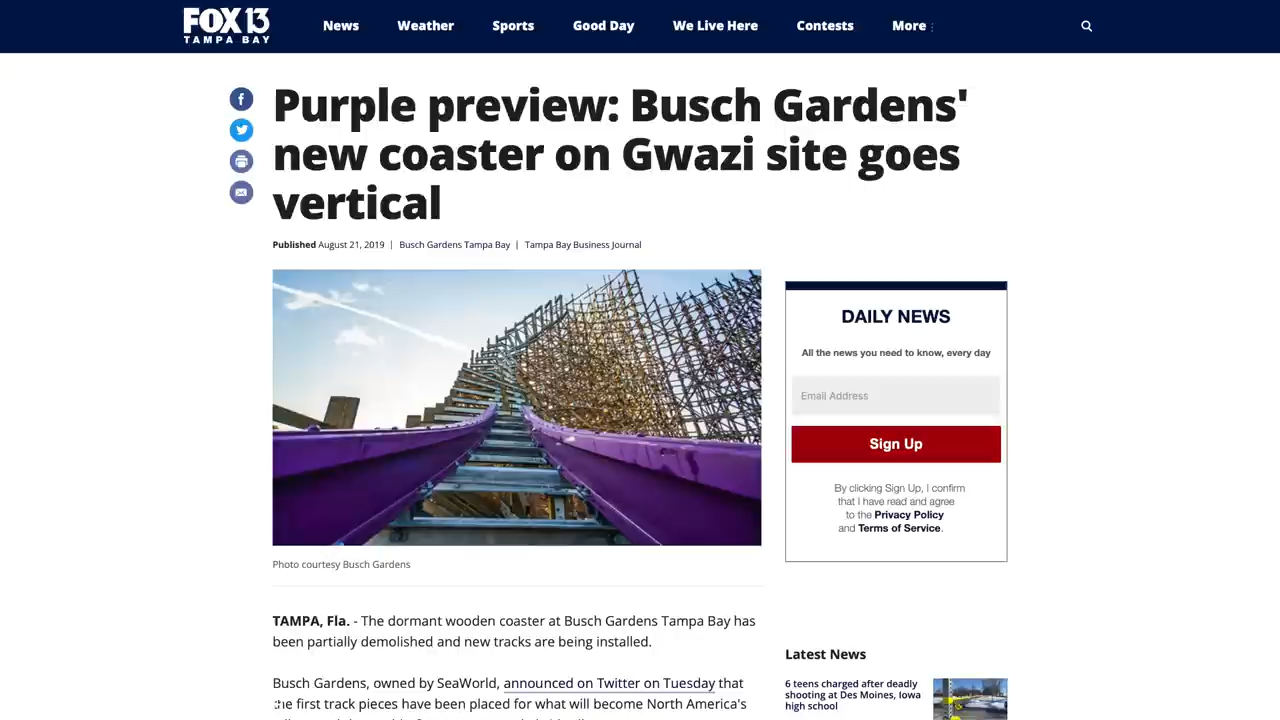 FOX 13
TAMPA BAY
News
Weather
Sports
Good Day
We Live Here
Contests
More
Purple preview: Busch Gardens'
new coaster on Gwazi site goes
vertical
Published August 21, 2019 | Busch Gardens Tampa Bay | Tampa Bay Business Journal
DAILY NEWS
All the news you need to know, every day
Email Address
Sign Up
By clicking Sign Up, I confirm
that I have read and agree
to the Privacy Policy
and Terms of Service.
Photo courtesy Busch Gardens
TAMPA, Fla. - The dormant wooden coaster at Busch Gardens Tampa Bay has
been partially demolished and new tracks are being installed.
Busch Gardens, owned by SeaWorld, announced on Twitter on Tuesday that
the first track pieces have been placed for what will become North America's
Latest News
6 teens charged after deadly
shooting at Des Moines, Iowa
high school